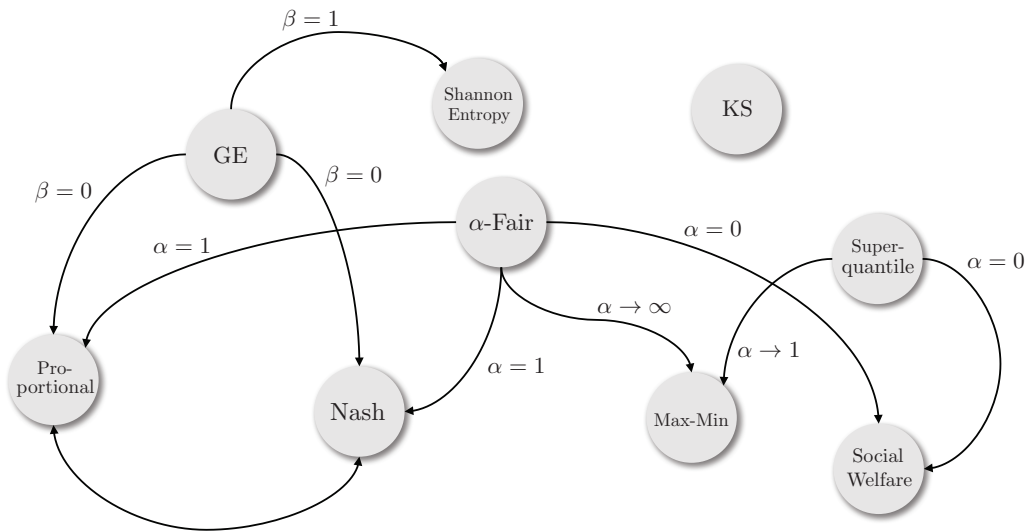 β = 1
Shannon
Entropy
KS
GE
β = 0
β = 0
α-Fair
α = 1
α = 0
Super-
quantile
α = 0
α → ∞
α → 1
α = 1
Pro-
portional
Nash
Max-Min
Social
Welfare